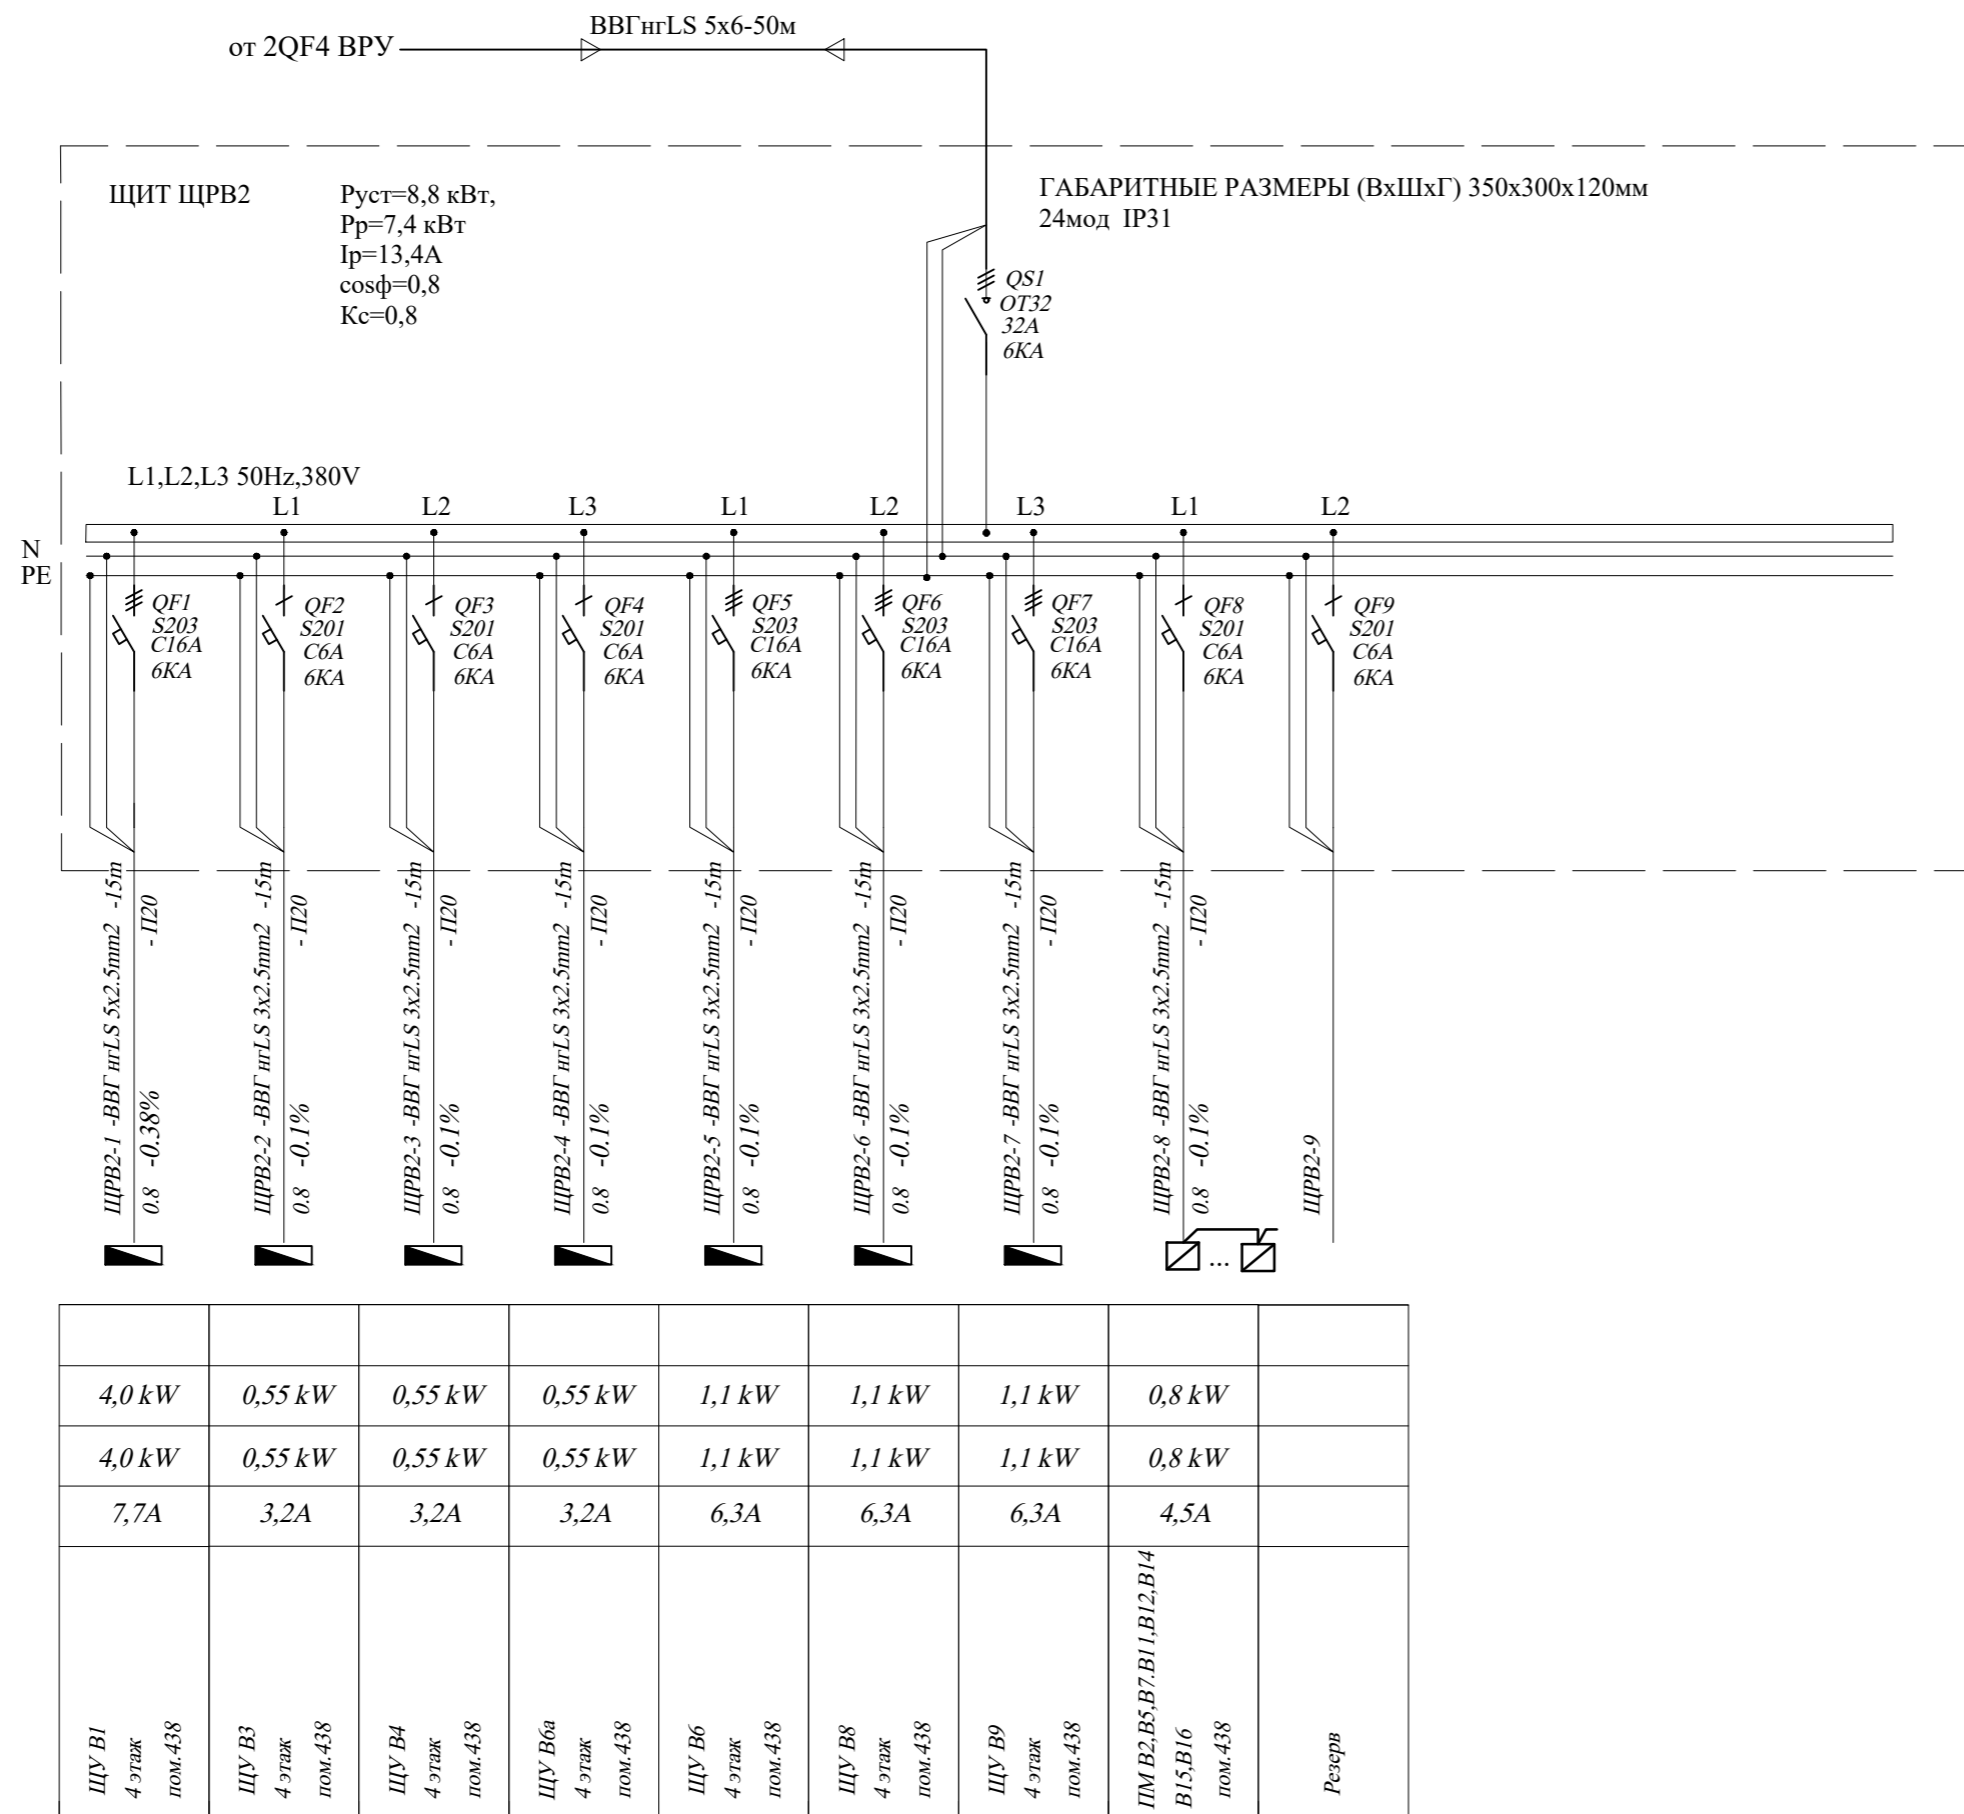 ВВГнгLS 5х6-50м
от 2QF4 ВРУ
ЩИТ ЩРВ2
Руст=8,8 кВт,
Рр=7,4 кВт
Iр=13,4А
cosф=0,8
Кс=0,8
ГАБАРИТНЫЕ РАЗМЕРЫ (ВхШхГ) 350х300х120мм
24мод IP31
QS1
OT32
32A
6KA
L1,L2,L3 50Hz,380V
L1 L2 L3 L1 L2 L3 L1 L2
N
PE
QF1
S203
C16A
6KA
QF2
S201
C6A
6KA
QF3
S201
C6A
6KA
QF4
S201
C6A
6KA
QF5
S203
C16A
6KA
QF6
S203
C16A
6KA
QF7
S203
C16A
6KA
QF8
S201
C6A
6KA
QF9
S201
C6A
6KA
ЩРВ2-1 -ВВГ нгLS 5x2.5mm2 -15m
0.8 -0.38% - П20
ЩРВ2-2 -ВВГ нгLS 3x2.5mm2 -15m
0.8 -0.1% - П20
ЩРВ2-3 -ВВГ нгLS 3x2.5mm2 -15m
0.8 -0.1% - П20
ЩРВ2-4 -ВВГ нгLS 3x2.5mm2 -15m
0.8 -0.1% - П20
ЩРВ2-5 -ВВГ нгLS 3x2.5mm2 -15m
0.8 -0.1% - П20
ЩРВ2-6 -ВВГ нгLS 3x2.5mm2 -15m
0.8 -0.1% - П20
ЩРВ2-7 -ВВГ нгLS 3x2.5mm2 -15m
0.8 -0.1% - П20
ЩРВ2-8 -ВВГ нгLS 3x2.5mm2 -15m
0.8 -0.1% - П20
ЩРВ2-9
...
4,0 kW 0,55 kW 0,55 kW 0,55 kW 1,1 kW 1,1 kW 1,1 kW 0,8 kW
4,0 kW 0,55 kW 0,55 kW 0,55 kW 1,1 kW 1,1 kW 1,1 kW 0,8 kW
7,7A 3,2A 3,2A 3,2A 6,3A 6,3A 6,3A 4,5A
ЩУ В1
4 этаж
пом.438
ЩУ В3
4 этаж
пом.438
ЩУ В4
4 этаж
пом.438
ЩУ В6а
4 этаж
пом.438
ЩУ В6
4 этаж
пом.438
ЩУ В8
4 этаж
пом.438
ЩУ В9
4 этаж
пом.438
ПМ В2,В5,В7.В11,В12,В14
В15,В16
пом.438
Резерв